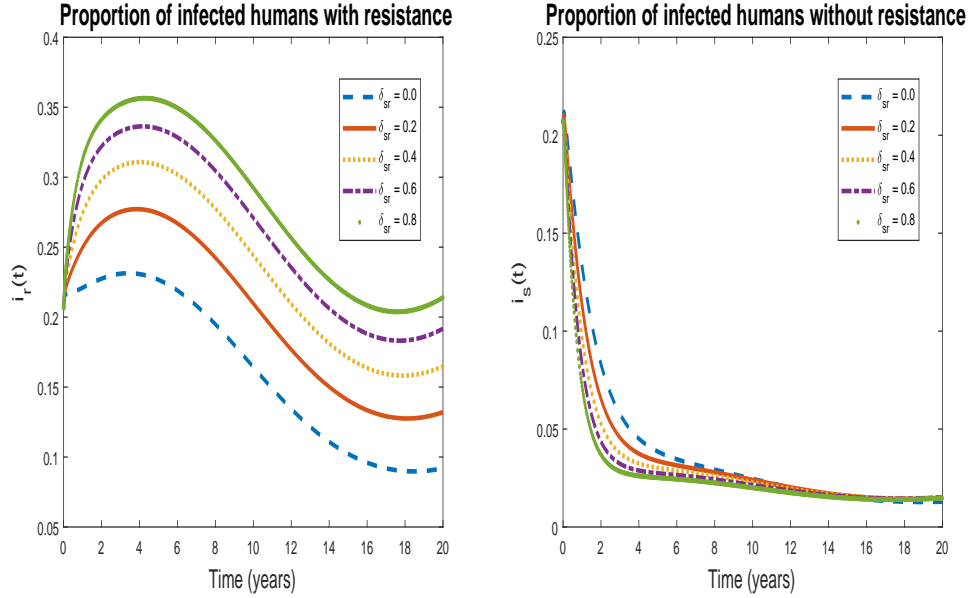 Proportion of infected humans with resistance
0.4
0.35
0.3
0.25
0.2
0.15
0.1
0.05
i_r(t)
0 2 4 6 8 10 12 14 16 18 20
Time (years)
δ_sr = 0.0
δ_sr = 0.2
δ_sr = 0.4
δ_sr = 0.6
δ_sr = 0.8
Proportion of infected humans without resistance
0.25
0.2
0.15
0.1
0.05
0
i_s(t)
0 2 4 6 8 10 12 14 16 18 20
Time (years)
δ_sr = 0.0
δ_sr = 0.2
δ_sr = 0.4
δ_sr = 0.6
δ_sr = 0.8